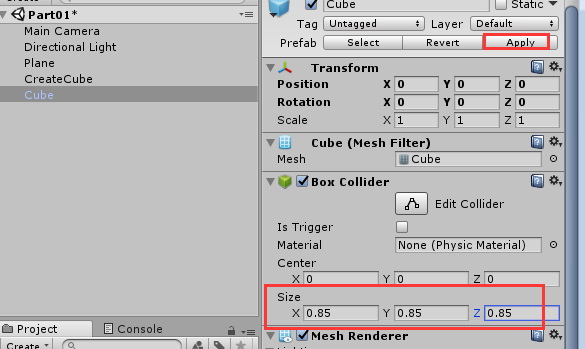 Create
All
Part01*
Main Camera
Directional Light
Plane
CreateCube
Cube
Cube
Static
Tag Untagged Layer Default
Prefab Select Revert Apply
Transform
Position X 0 Y 0 Z 0
Rotation X 0 Y 0 Z 0
Scale X 1 Y 1 Z 1
Cube (Mesh Filter)
Mesh Cube
Box Collider
Edit Collider
Is Trigger
Material None (Physic Material)
Center
X 0 Y 0 Z 0
Size
X 0.85 Y 0.85 Z 0.85
Mesh Renderer
Project Console
Create